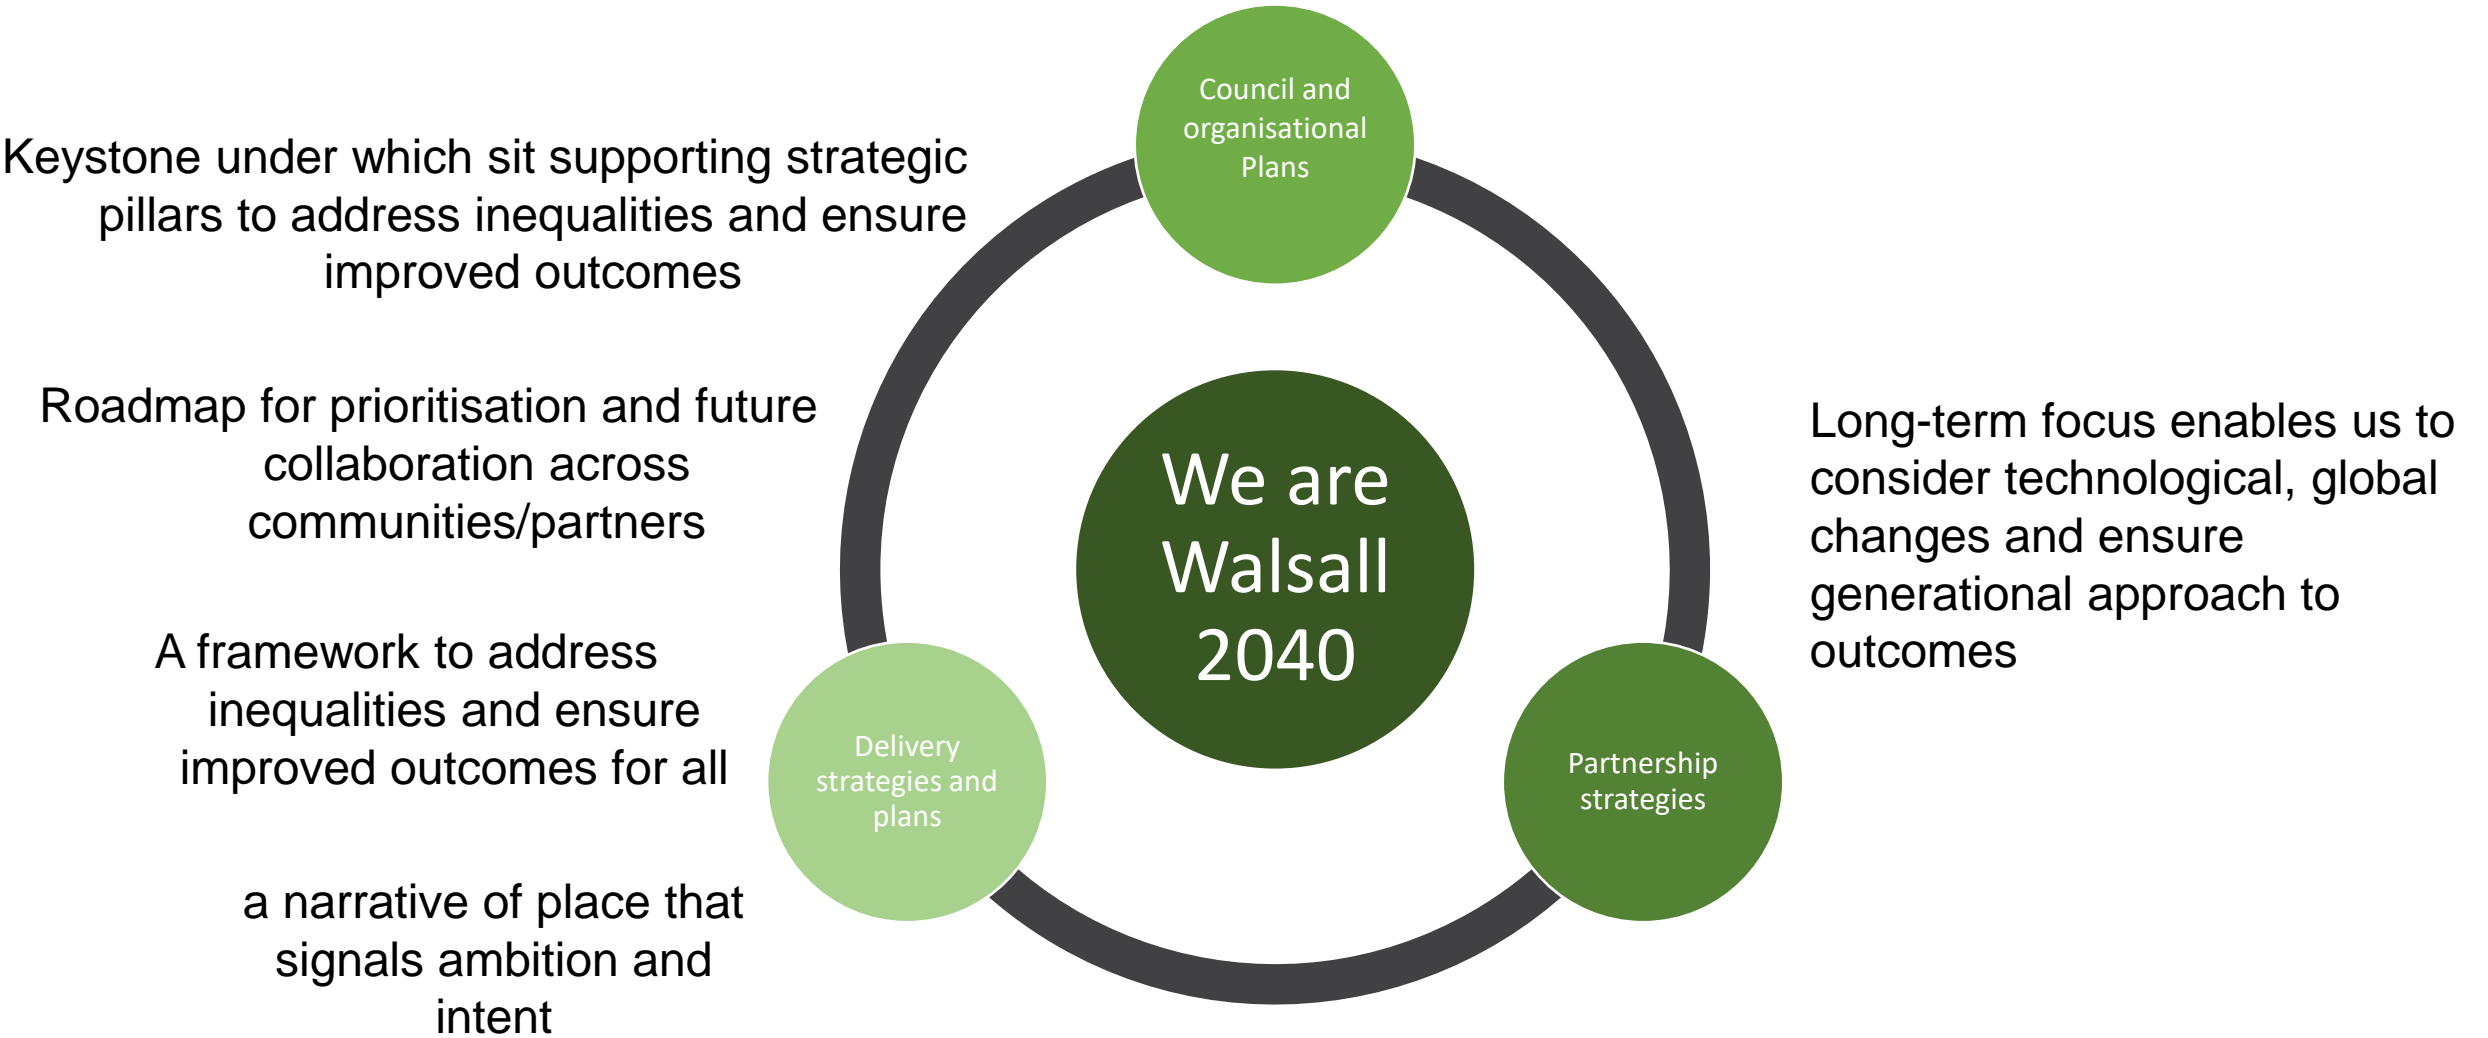 Council and
organisational
Plans
Keystone under which sit supporting strategic
pillars to address inequalities and ensure
improved outcomes
Roadmap for prioritisation and future
collaboration across
communities/partners
A framework to address
inequalities and ensure
improved outcomes for all
a narrative of place that
signals ambition and
intent
We are
Walsall
2040
Delivery
strategies and
plans
Partnership
strategies
Long-term focus enables us to
consider technological, global
changes and ensure
generational approach to
outcomes